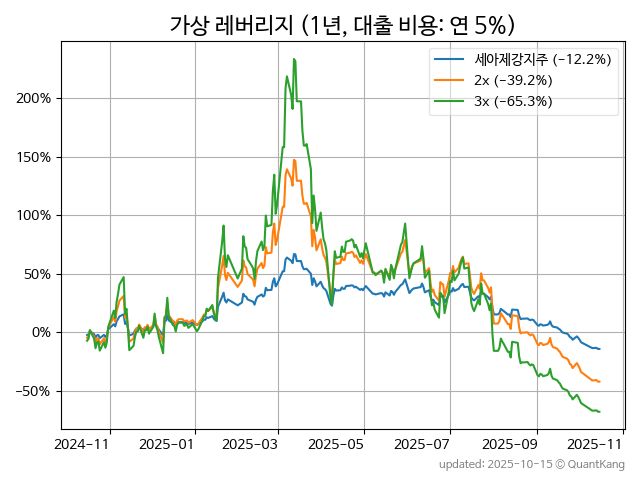 가상 레버리지 (1년, 대출 비용: 연 5%)
세아제강지주 (-12.2%)
2x (-39.2%)
3x (-65.3%)
200%
150%
100%
50%
0%
-50%
2024-11
2025-01
2025-03
2025-05
2025-07
2025-09
2025-11
updated: 2025-10-15 © QuantKang